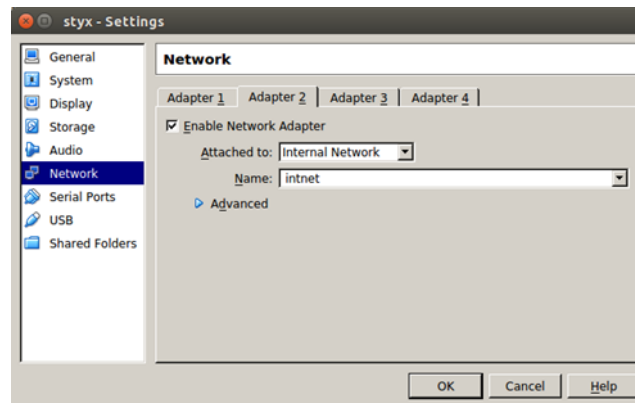 styx - Settings
General
System
Display
Storage
Audio
Network
Serial Ports
USB
Shared Folders
Network
Adapter 1 Adapter 2 Adapter 3 Adapter 4
Enable Network Adapter
Attached to: Internal Network
Name: intnet
Advanced
OK Cancel Help